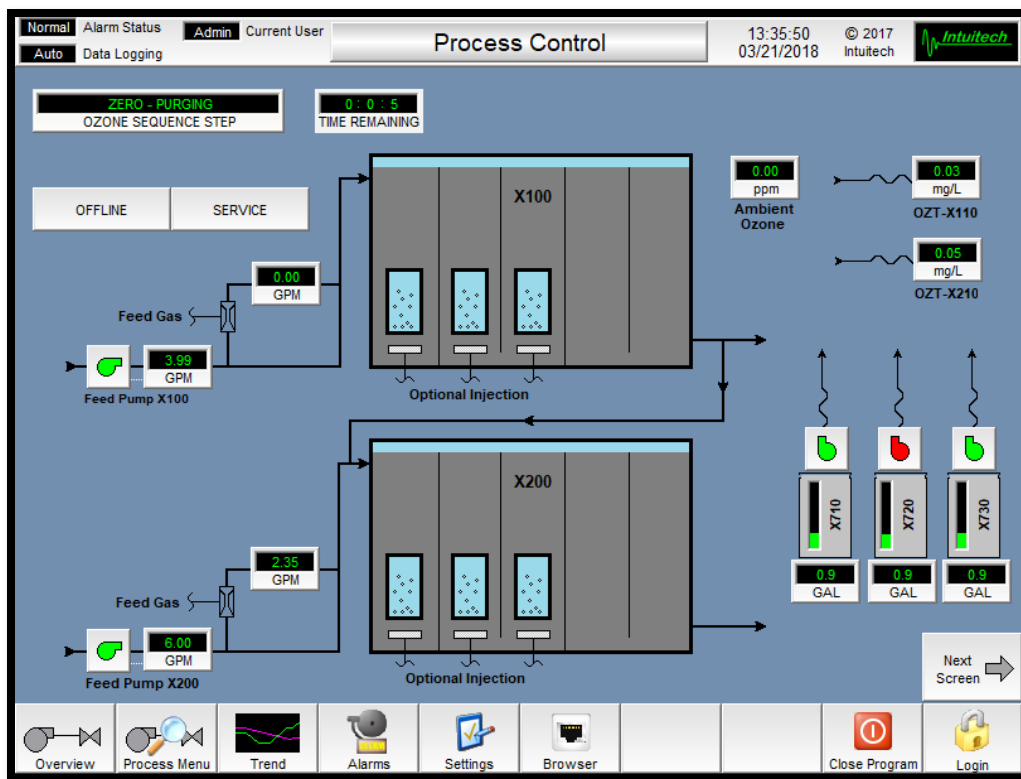 Normal Alarm Status Admin Current User
Auto Data Logging
Process Control
13:35:50
03/21/2018
© 2017
Intuitech
Intuitech
ZERO - PURGING
OZONE SEQUENCE STEP
0 : 0 : 5
TIME REMAINING
OFFLINE
SERVICE
X100
0.00
ppm
Ambient
Ozone
0.03
mg/L
OZT-X110
0.05
mg/L
OZT-X210
0.00
GPM
Feed Gas
3.99
GPM
Feed Pump X100
Optional Injection
X200
2.35
GPM
Feed Gas
6.00
GPM
Feed Pump X200
Optional Injection
X710
X720
X730
0.9
GAL
0.9
GAL
0.9
GAL
Next
Screen
Overview
Process Menu
Trend
ALARM
Alarms
Settings
Browser
Close Program
Login